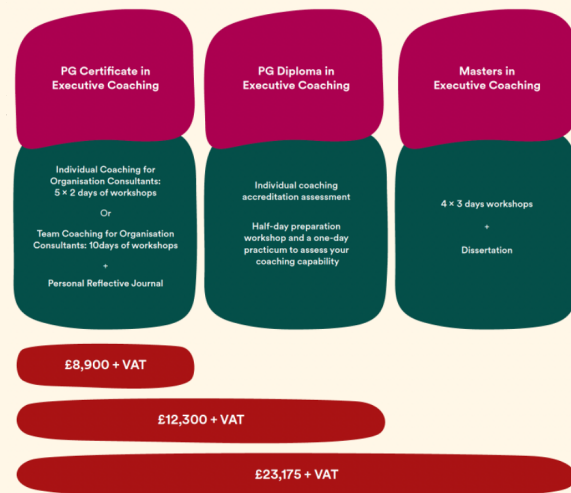 PG Certificate in
Executive Coaching
Individual Coaching for
Organisation Consultants:
5 × 2 days of workshops
Or
Team Coaching for Organisation
Consultants: 10days of workshops
+
Personal Reflective Journal
PG Diploma in
Executive Coaching
Individual coaching
accreditation assessment
Half-day preparation
workshop and a one-day
practicum to assess your
coaching capability
Masters in
Executive Coaching
4 × 3 days workshops
+
Dissertation
£8,900 + VAT
£12,300 + VAT
£23,175 + VAT